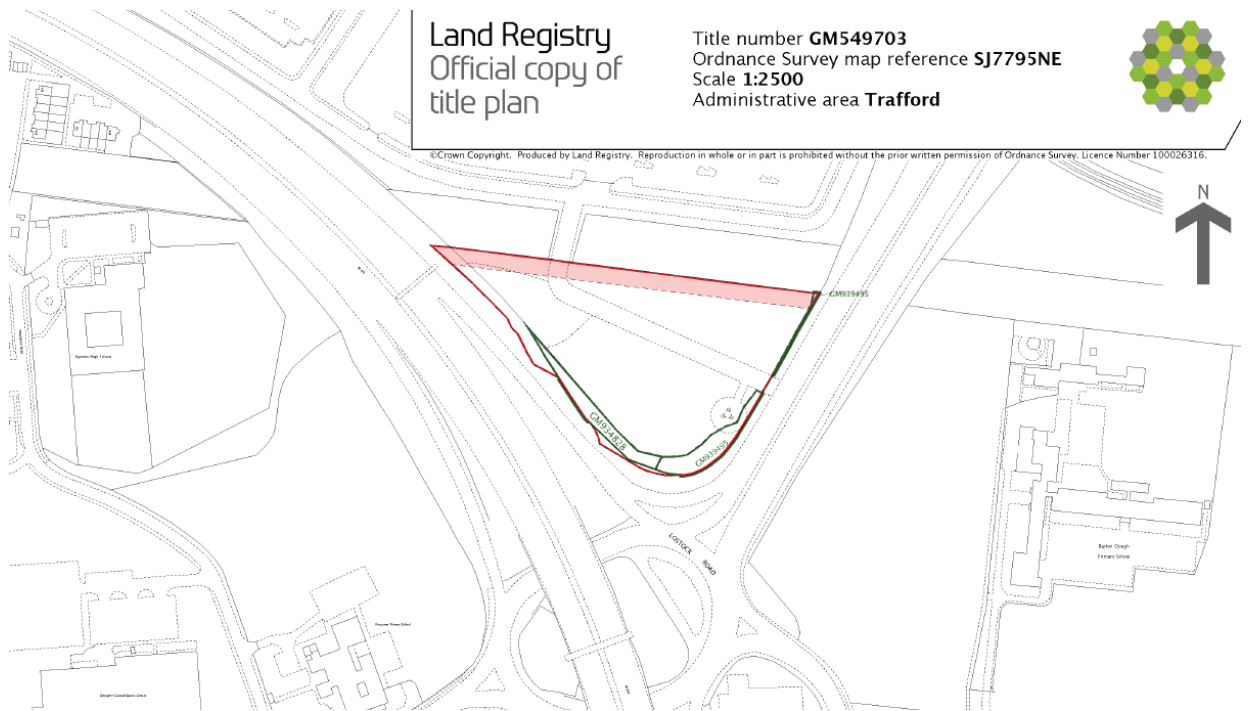 Land Registry
Official copy of
title plan
Title number GM549703
Ordnance Survey map reference SJ7795NE
Scale 1:2500
Administrative area Trafford
©Crown Copyright. Produced by Land Registry. Reproduction in whole or in part is prohibited without the prior written permission of Ordnance Survey. Licence Number 100026316.
N
GM939495
GM934828
GM939495
LOSTOCK ROAD
Barton Clough
Primary School